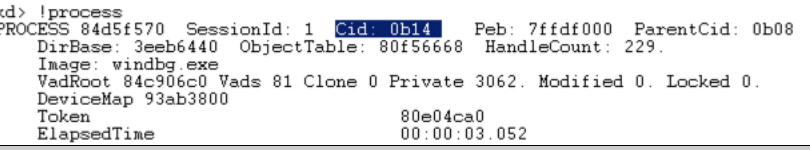 kd> !process
PROCESS 84d5f570  SessionId: 1  Cid: 0b14    Peb: 7ffdf000  ParentCid: 0b08
    DirBase: 3eeb6440  ObjectTable: 80f56668  HandleCount: 229.
    Image: windbg.exe
    VadRoot 84c906c0 Vads 81 Clone 0 Private 3062. Modified 0. Locked 0.
    DeviceMap 93ab3800
    Token                             80e04ca0
    ElapsedTime                       00:00:03.052